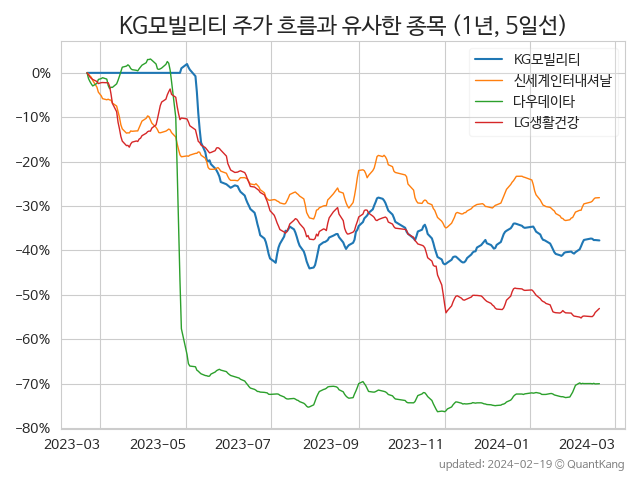 KG모빌리티 주가 흐름과 유사한 종목 (1년, 5일선)
KG모빌리티
신세계인터내셔날
다우데이타
LG생활건강
0%
−10%
−20%
−30%
−40%
−50%
−60%
−70%
−80%
2023-03 2023-05 2023-07 2023-09 2023-11 2024-01 2024-03
updated: 2024-02-19 © QuantKang